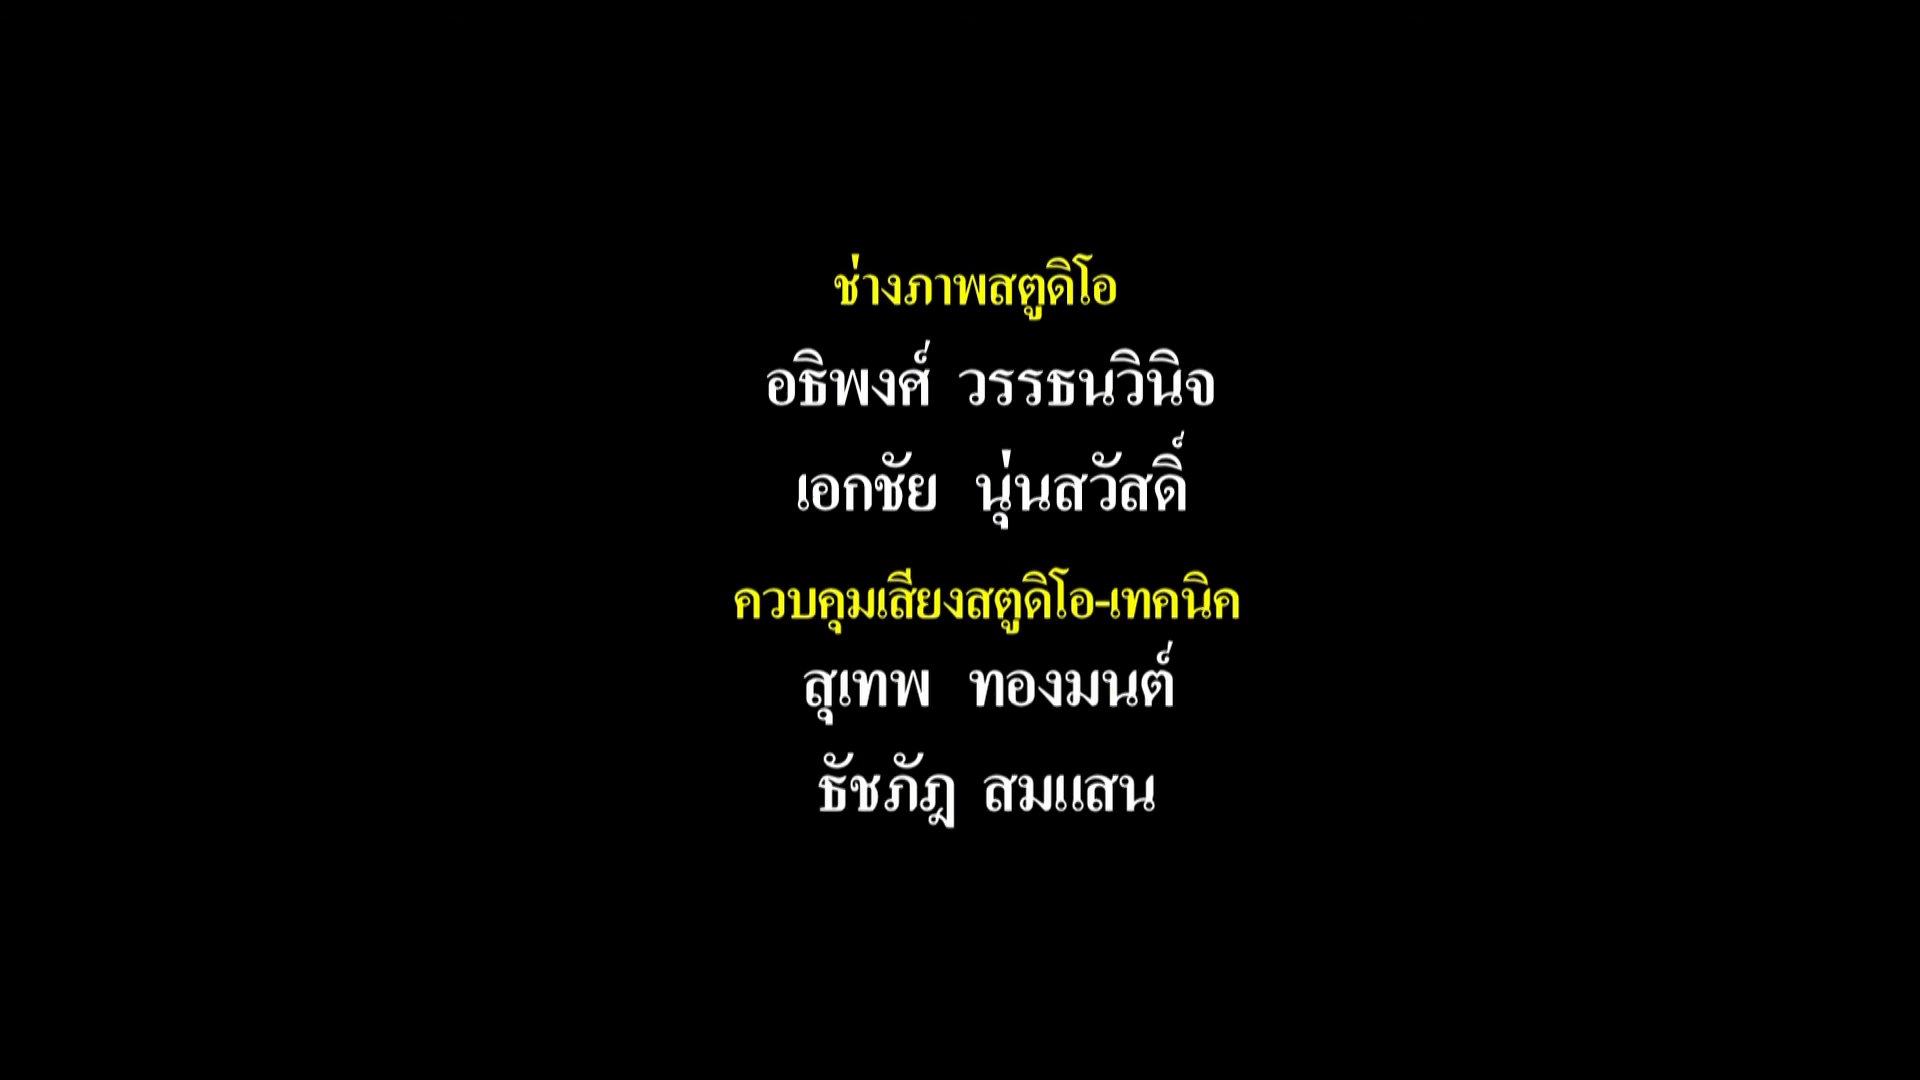 ช่างภาพสตูดิโอ
อธิพงศ์ วรรธนวินิจ
เอกชัย นุ่นสวัสดิ์
ควบคุมเสียงสตูดิโอ-เทคนิค
สุเทพ ทองมนต์
ธัชภัฎ สมแสน